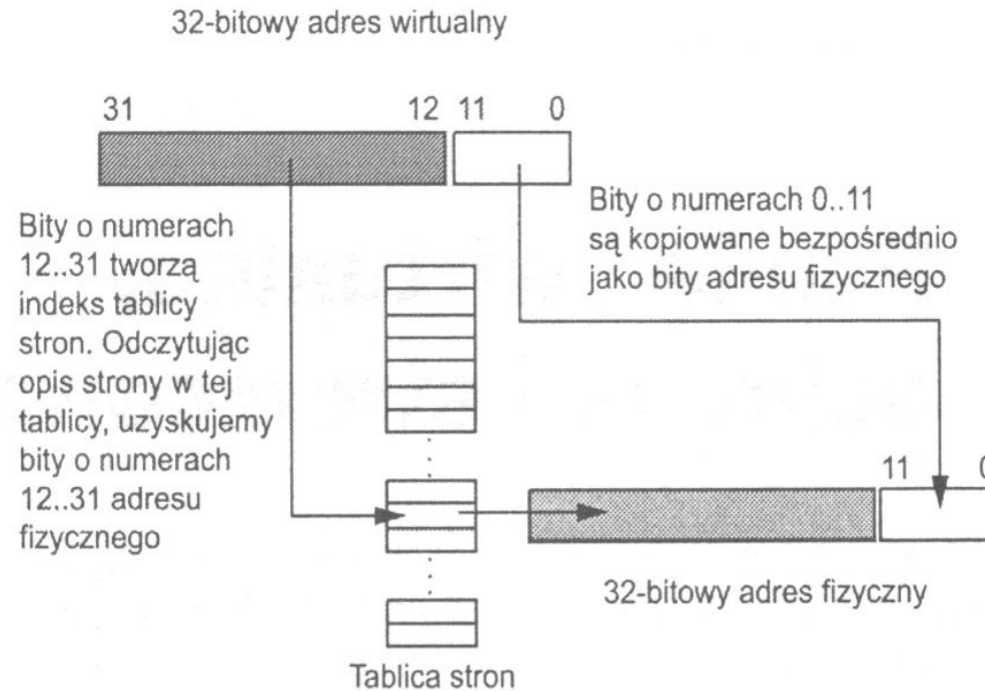 32-bitowy adres wirtualny
31 12 11 0
Bity o numerach
12..31 tworzą
indeks tablicy
stron. Odczytując
opis strony w tej
tablicy, uzyskujemy
bity o numerach
12..31 adresu
fizycznego
Bity o numerach 0..11
są kopiowane bezpośrednio
jako bity adresu fizycznego
11 0
32-bitowy adres fizyczny
Tablica stron